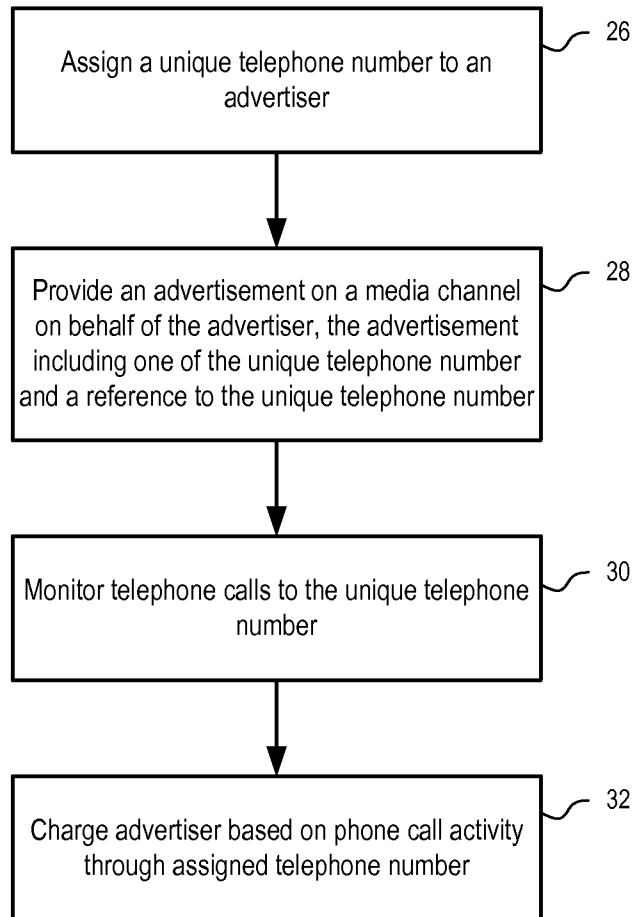 26
Assign a unique telephone number to an
advertiser
28
Provide an advertisement on a media channel
on behalf of the advertiser, the advertisement
including one of the unique telephone number
and a reference to the unique telephone number
30
Monitor telephone calls to the unique telephone
number
32
Charge advertiser based on phone call activity
through assigned telephone number